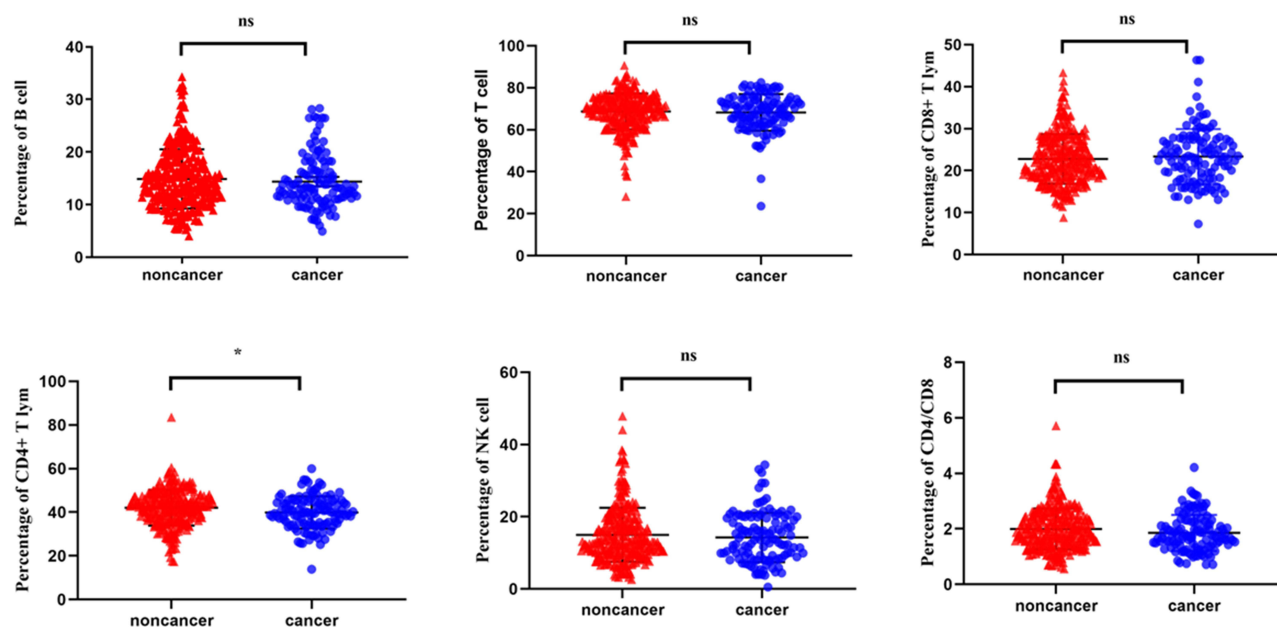 ns
Percentage of B cell
40
30
20
10
0
noncancer cancer
ns
Percentage of T cell
100
80
60
40
20
0
noncancer cancer
ns
Percentage of CD8+ T lym
50
40
30
20
10
0
noncancer cancer
*
Percentage of CD4+ T lym
100
80
60
40
20
0
noncancer cancer
ns
Percentage of NK cell
60
40
20
0
noncancer cancer
ns
Percentage of CD4/CD8
8
6
4
2
0
noncancer cancer